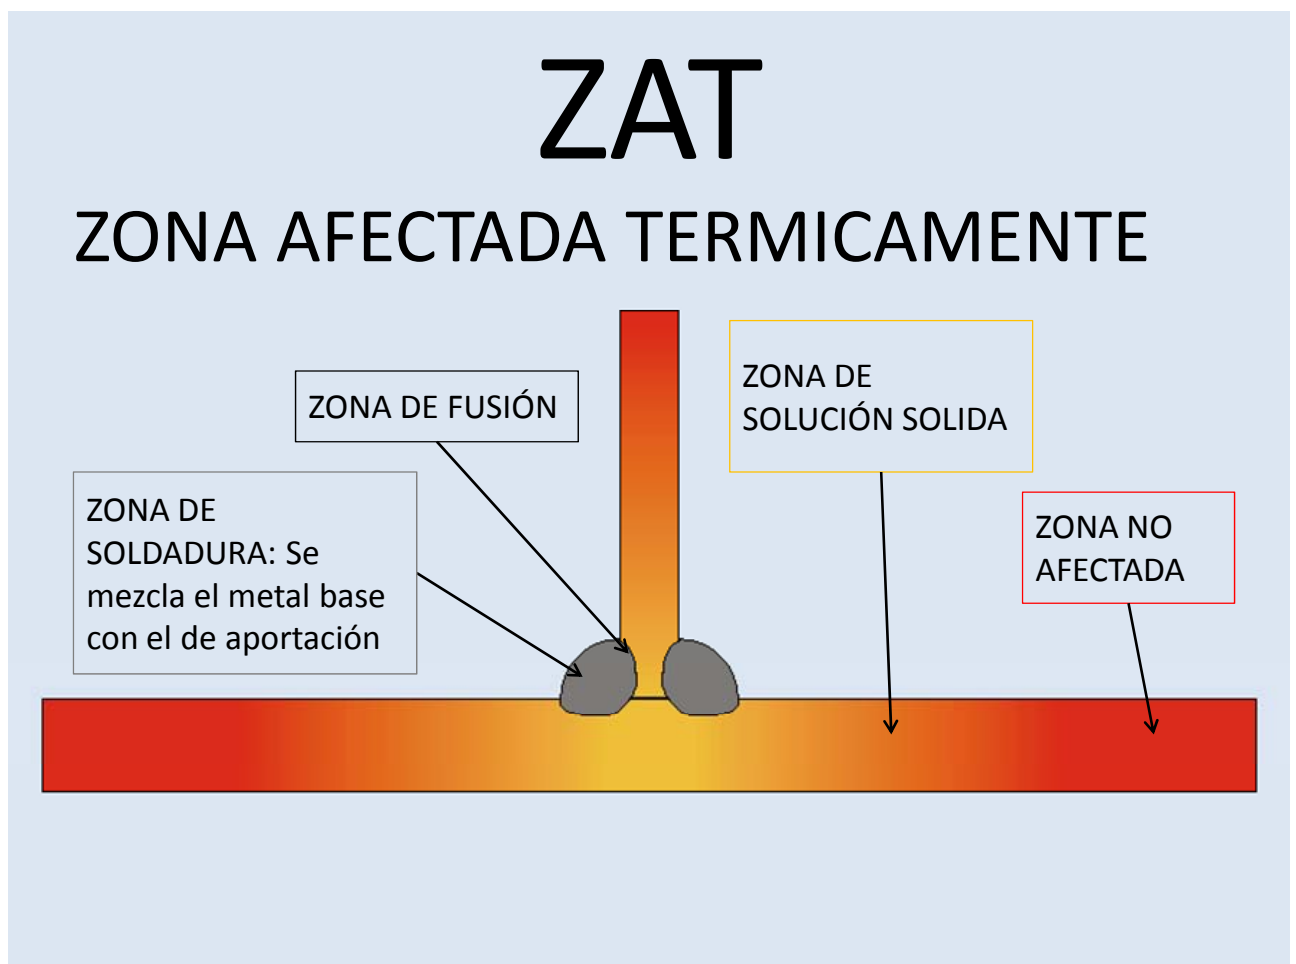 ZAT
ZONA AFECTADA TERMICAMENTE
ZONA DE FUSIÓN
ZONA DE
SOLUCIÓN SOLIDA
ZONA DE
SOLDADURA: Se
mezcla el metal base
con el de aportación
ZONA NO
AFECTADA